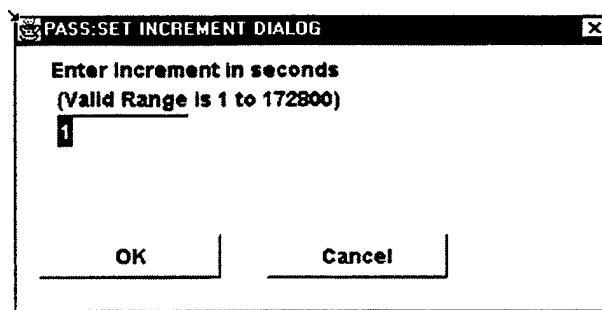 PASS:SET INCREMENT DIALOG
Enter Increment in seconds
(Valid Range is 1 to 172800)
1
OK
Cancel